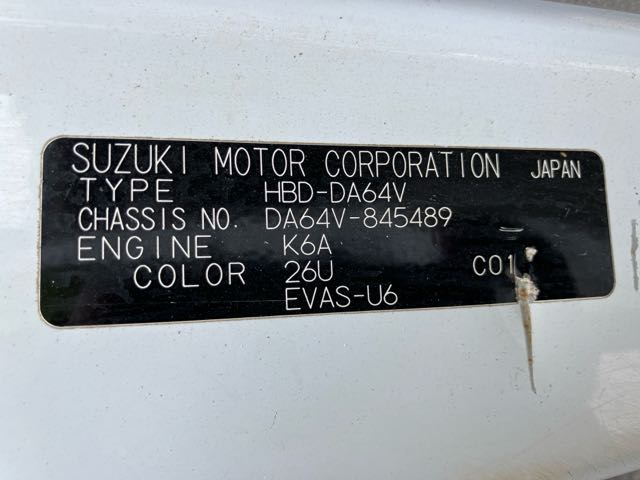 SUZUKI MOTOR CORPORATION JAPAN
TYPE HBD-DA64V
CHASSIS NO. DA64V-845489
ENGINE K6A
COLOR 26U C01
EVAS-U6